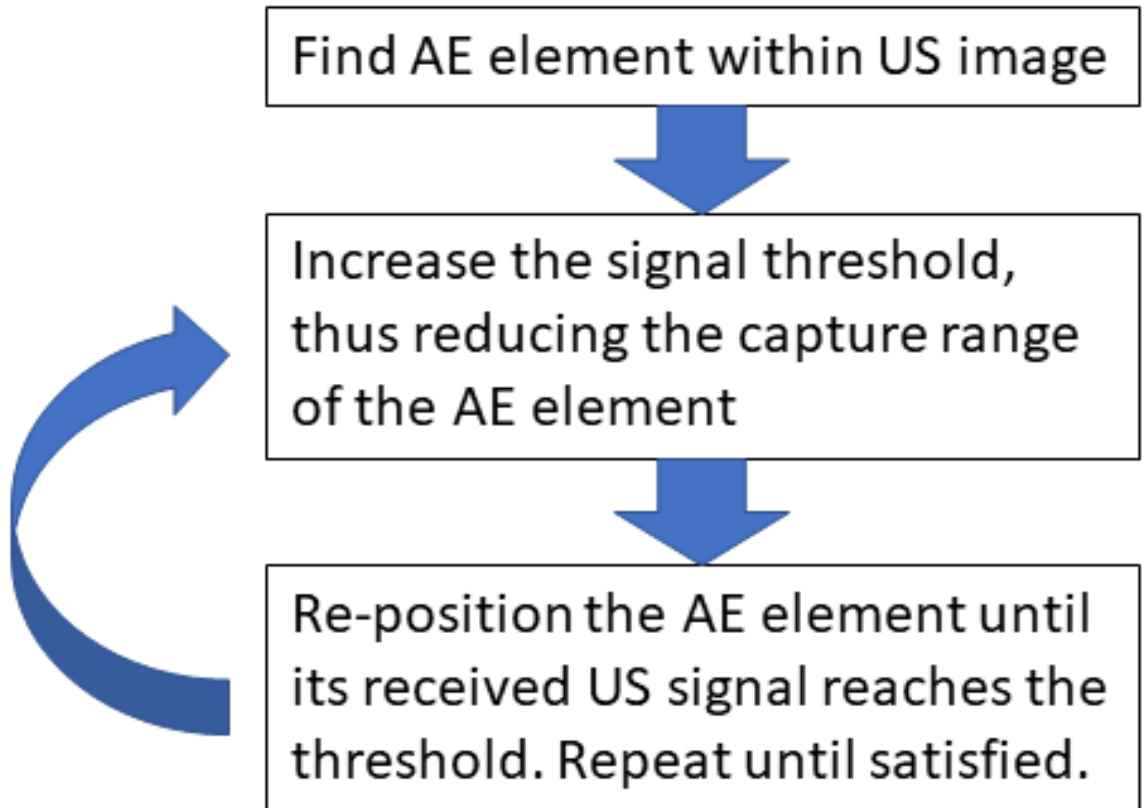 Find AE element within US image
Increase the signal threshold,
thus reducing the capture range
of the AE element
Re-position the AE element until
its received US signal reaches the
threshold. Repeat until satisfied.